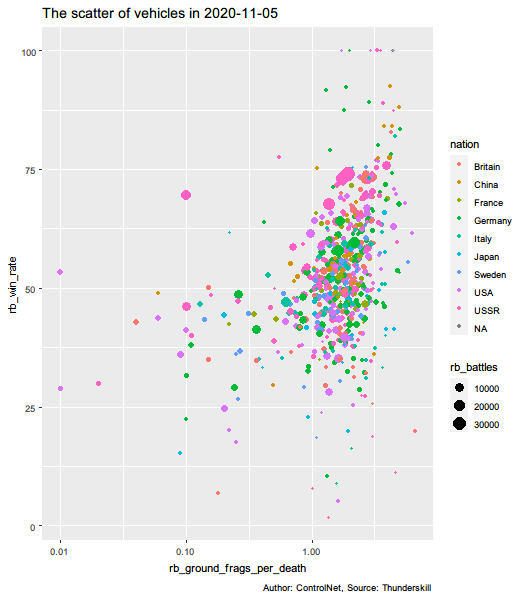 The scatter of vehicles in 2020-11-05
rb_win_rate
100
75
50
25
0
0.01 0.10 1.00
rb_ground_frags_per_death
nation
Britain
China
France
Germany
Italy
Japan
Sweden
USA
USSR
NA
rb_battles
10000
20000
30000
Author: ControlNet, Source: Thunderskill